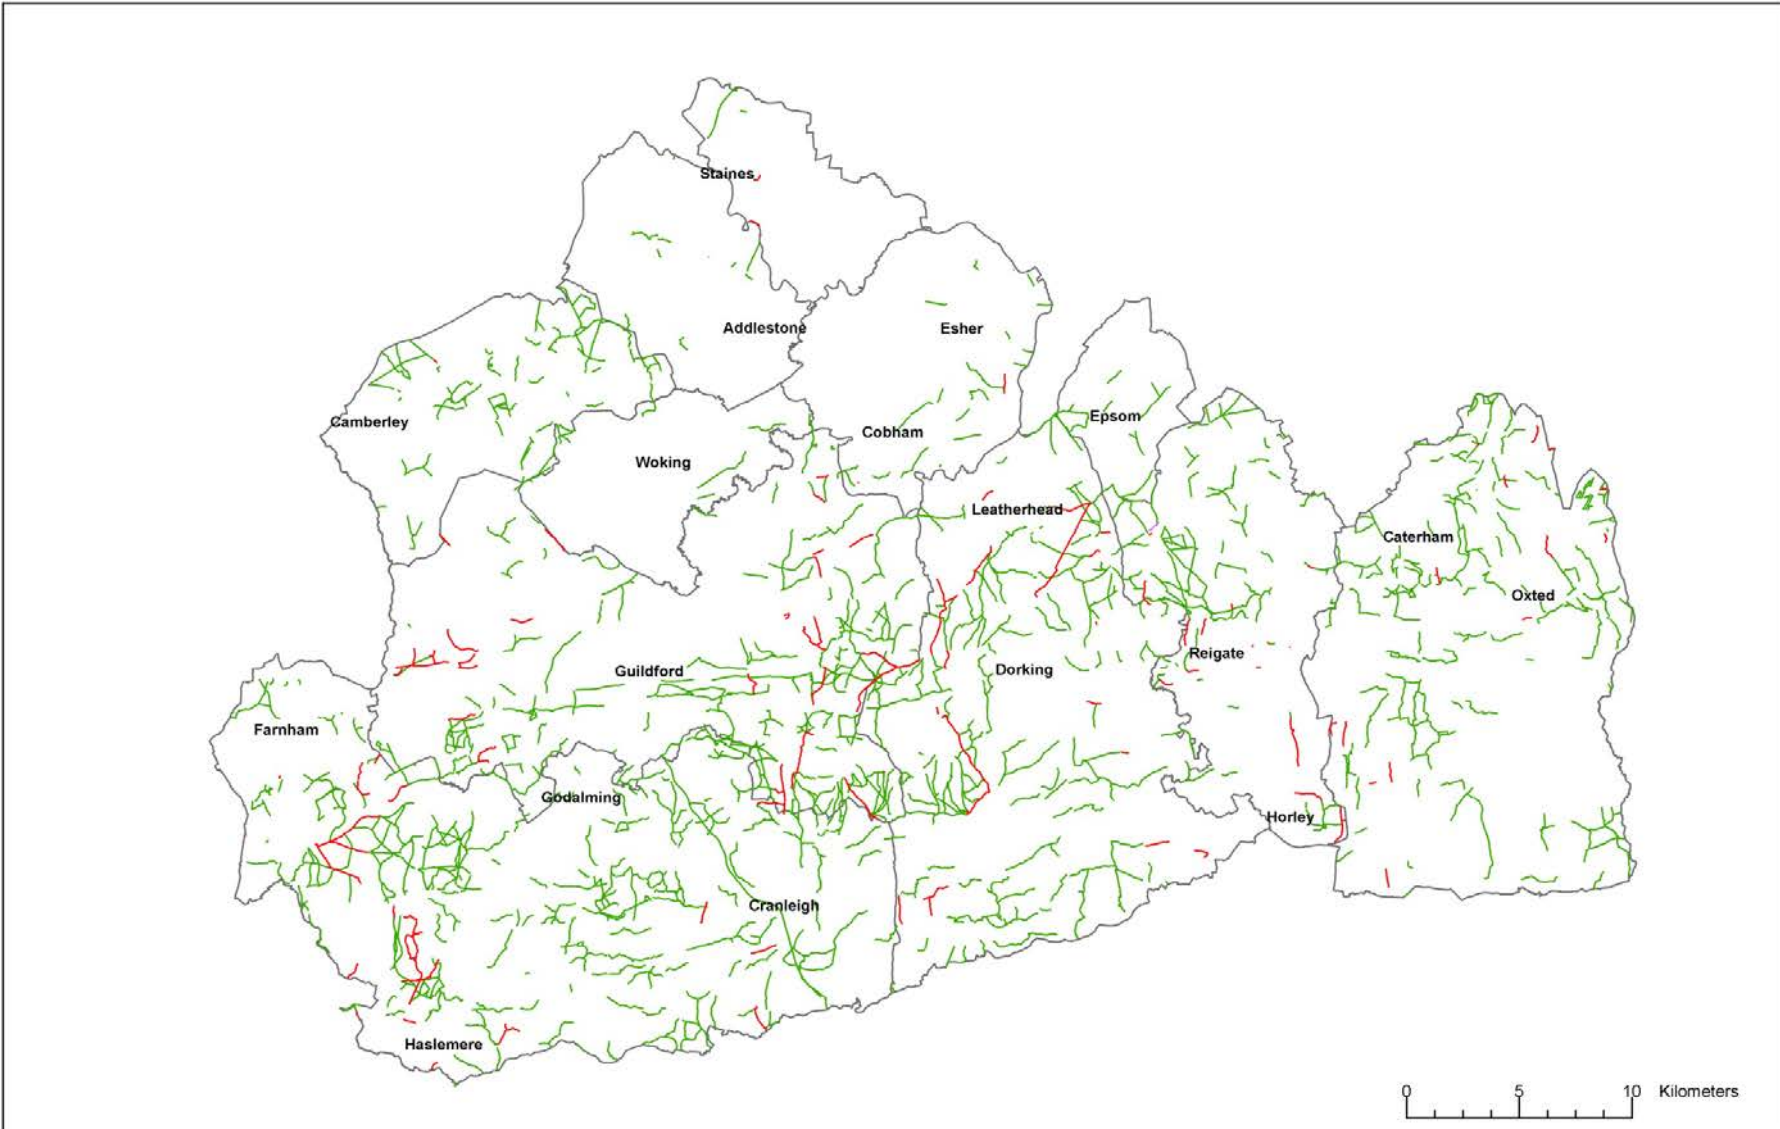 Staines
Addlestone
Esher
Camberley
Epsom
Cobham
Woking
Leatherhead
Caterham
Oxted
Reigate
Guildford
Dorking
Farnham
Godalming
Horley
Cranleigh
Haslemere
0 5 10 Kilometers